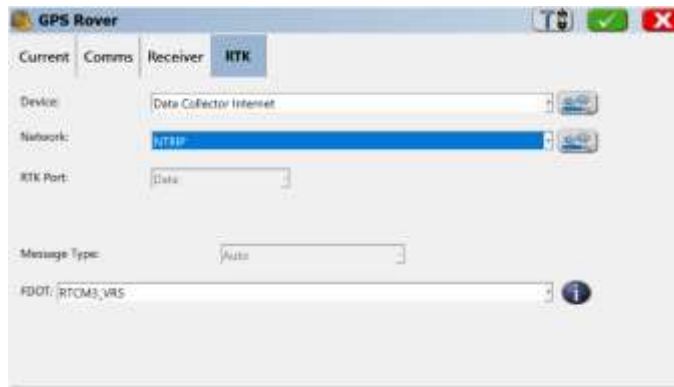 GPS Rover
Current Comms Receiver RTK
Device: Data Collector Internet
Network: NTRIP
RTK Port: Data
Message Type: Auto
FDOT: RTCM3_VRS